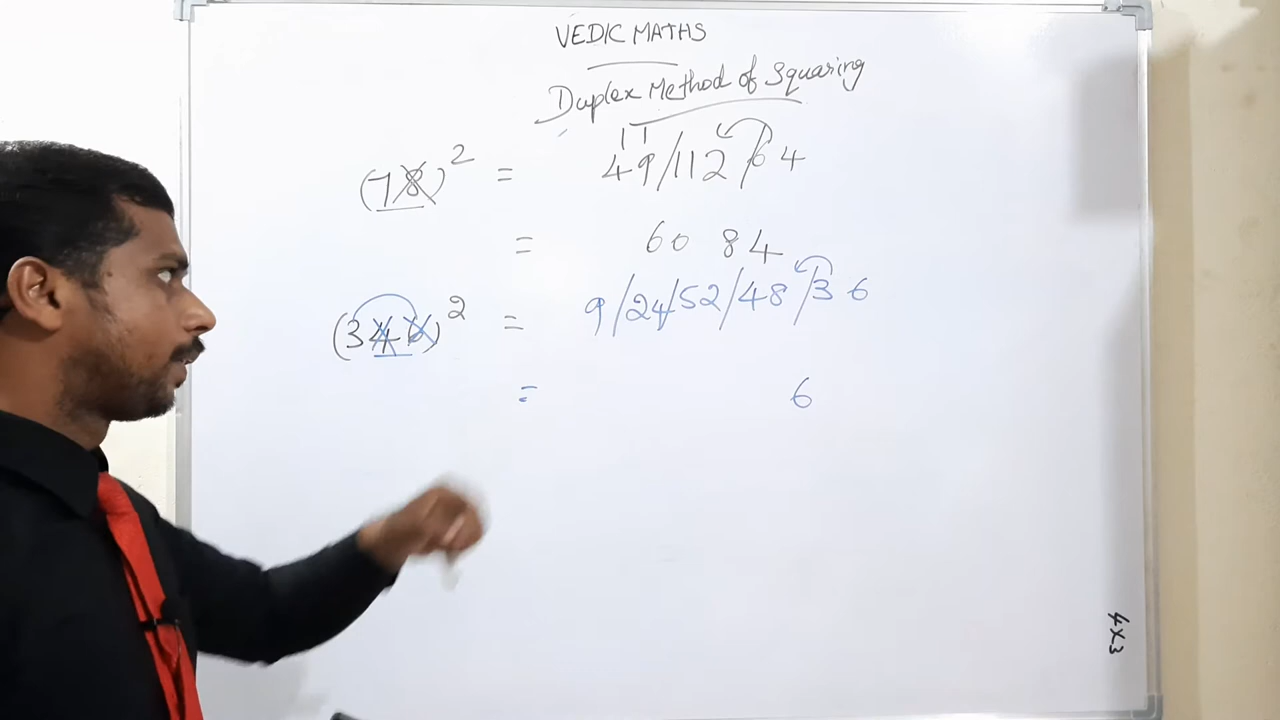 VEDIC MATHS
Duplex Method of Squaring
(78)² = 49/112/64
= 6084
(346)² = 9/24/52/48/36
= 6
4x3